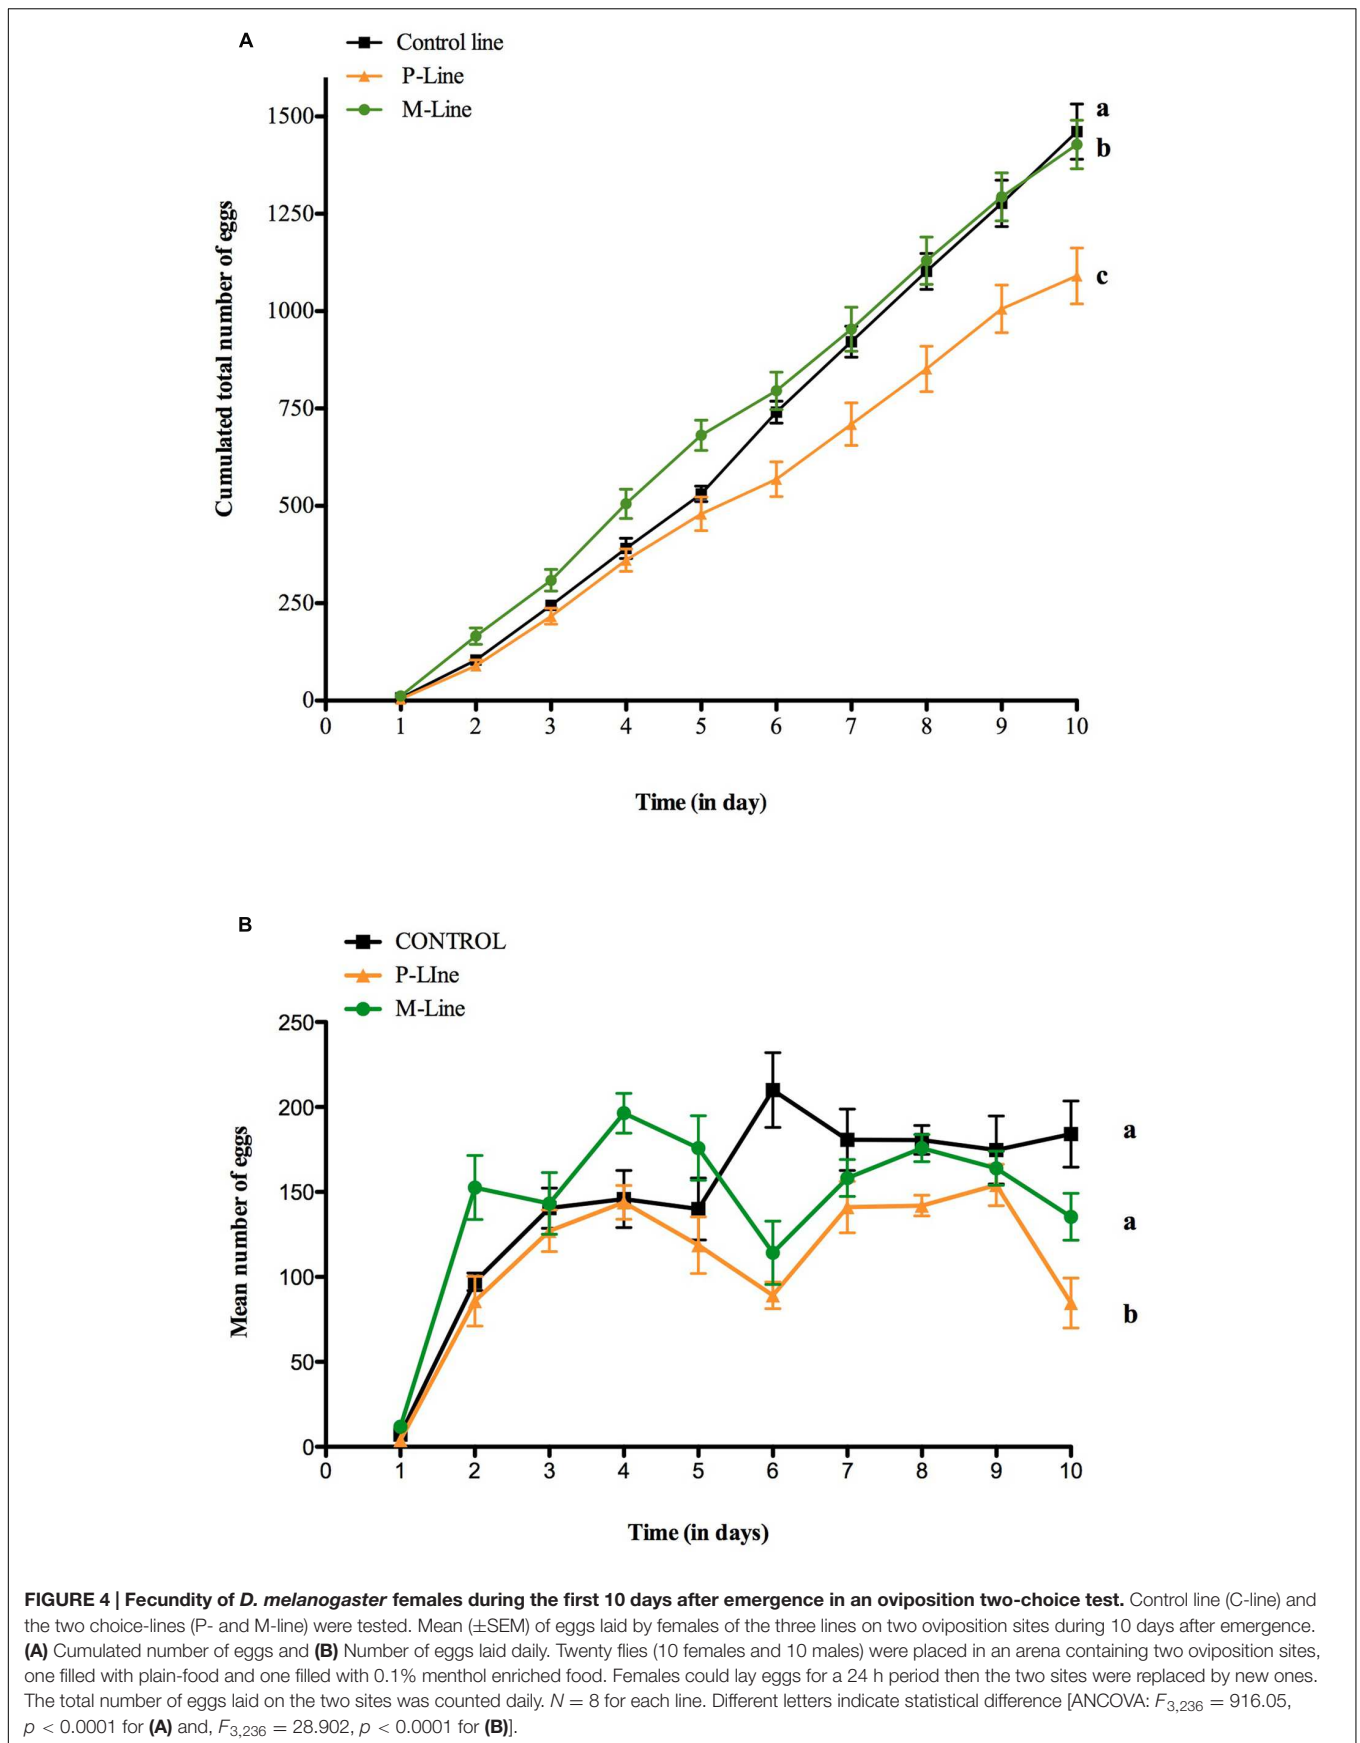 A
Control line
P-Line
M-Line
1500
1250
1000
750
500
250
0
Cumulated total number of eggs
0 1 2 3 4 5 6 7 8 9 10
Time (in day)
a
b
c
B
CONTROL
P-LIne
M-Line
250
200
150
100
50
0
Mean number of eggs
0 1 2 3 4 5 6 7 8 9 10
Time (in days)
a
a
b
FIGURE 4 | Fecundity of D. melanogaster females during the first 10 days after emergence in an oviposition two-choice test. Control line (C-line) and
the two choice-lines (P- and M-line) were tested. Mean (±SEM) of eggs laid by females of the three lines on two oviposition sites during 10 days after emergence.
(A) Cumulated number of eggs and (B) Number of eggs laid daily. Twenty flies (10 females and 10 males) were placed in an arena containing two oviposition sites,
one filled with plain-food and one filled with 0.1% menthol enriched food. Females could lay eggs for a 24 h period then the two sites were replaced by new ones.
The total number of eggs laid on the two sites was counted daily. N = 8 for each line. Different letters indicate statistical difference [ANCOVA: F3,236 = 916.05,
p < 0.0001 for (A) and, F3,236 = 28.902, p < 0.0001 for (B)].